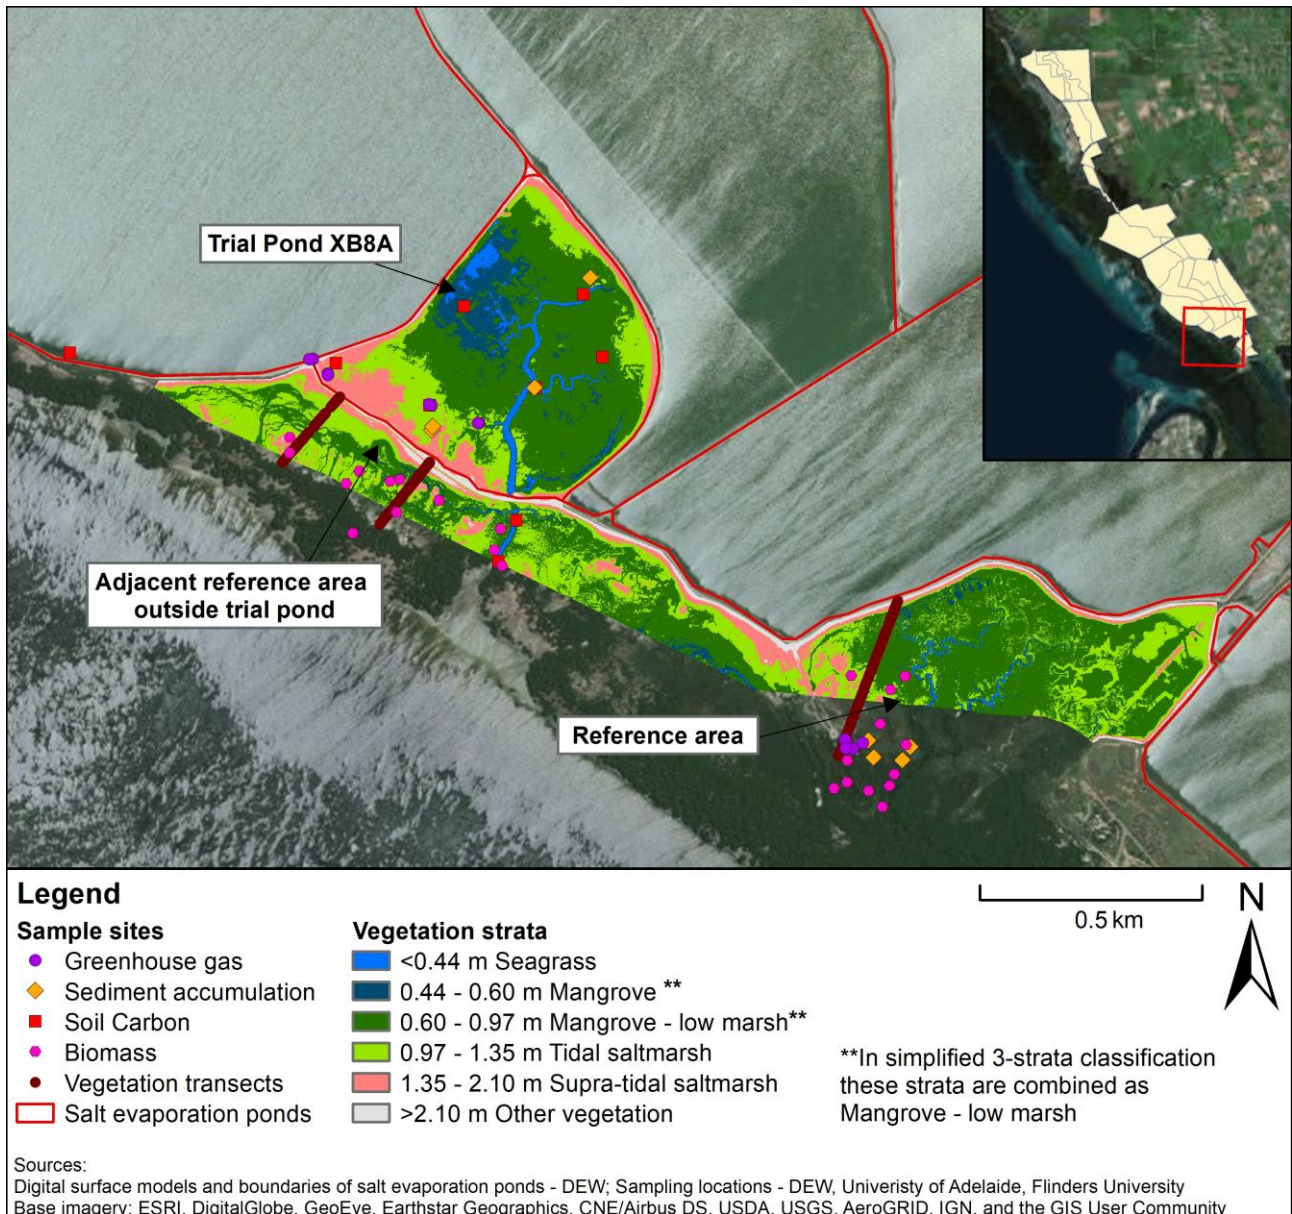 Trial Pond XB8A
Adjacent reference area
outside trial pond
Reference area
Legend
Sample sites
Greenhouse gas
Sediment accumulation
Soil Carbon
Biomass
Vegetation transects
Salt evaporation ponds
Vegetation strata
<0.44 m Seagrass
0.44 - 0.60 m Mangrove **
0.60 - 0.97 m Mangrove - low marsh**
0.97 - 1.35 m Tidal saltmarsh
1.35 - 2.10 m Supra-tidal saltmarsh
>2.10 m Other vegetation
0.5 km
N
**In simplified 3-strata classification
these strata are combined as
Mangrove - low marsh
Sources:
Digital surface models and boundaries of salt evaporation ponds - DEW; Sampling locations - DEW, Univeristy of Adelaide, Flinders University
Base imagery: ESRI, DigitalGlobe, GeoEye, Earthstar Geographics, CNE/Airbus DS, USDA, USGS, AeroGRID, IGN, and the GIS User Community